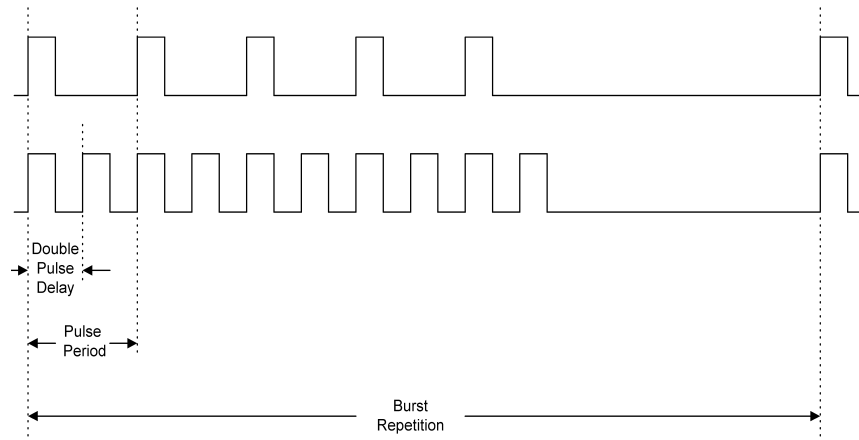 Double
Pulse
Delay
Pulse
Period
Burst
Repetition